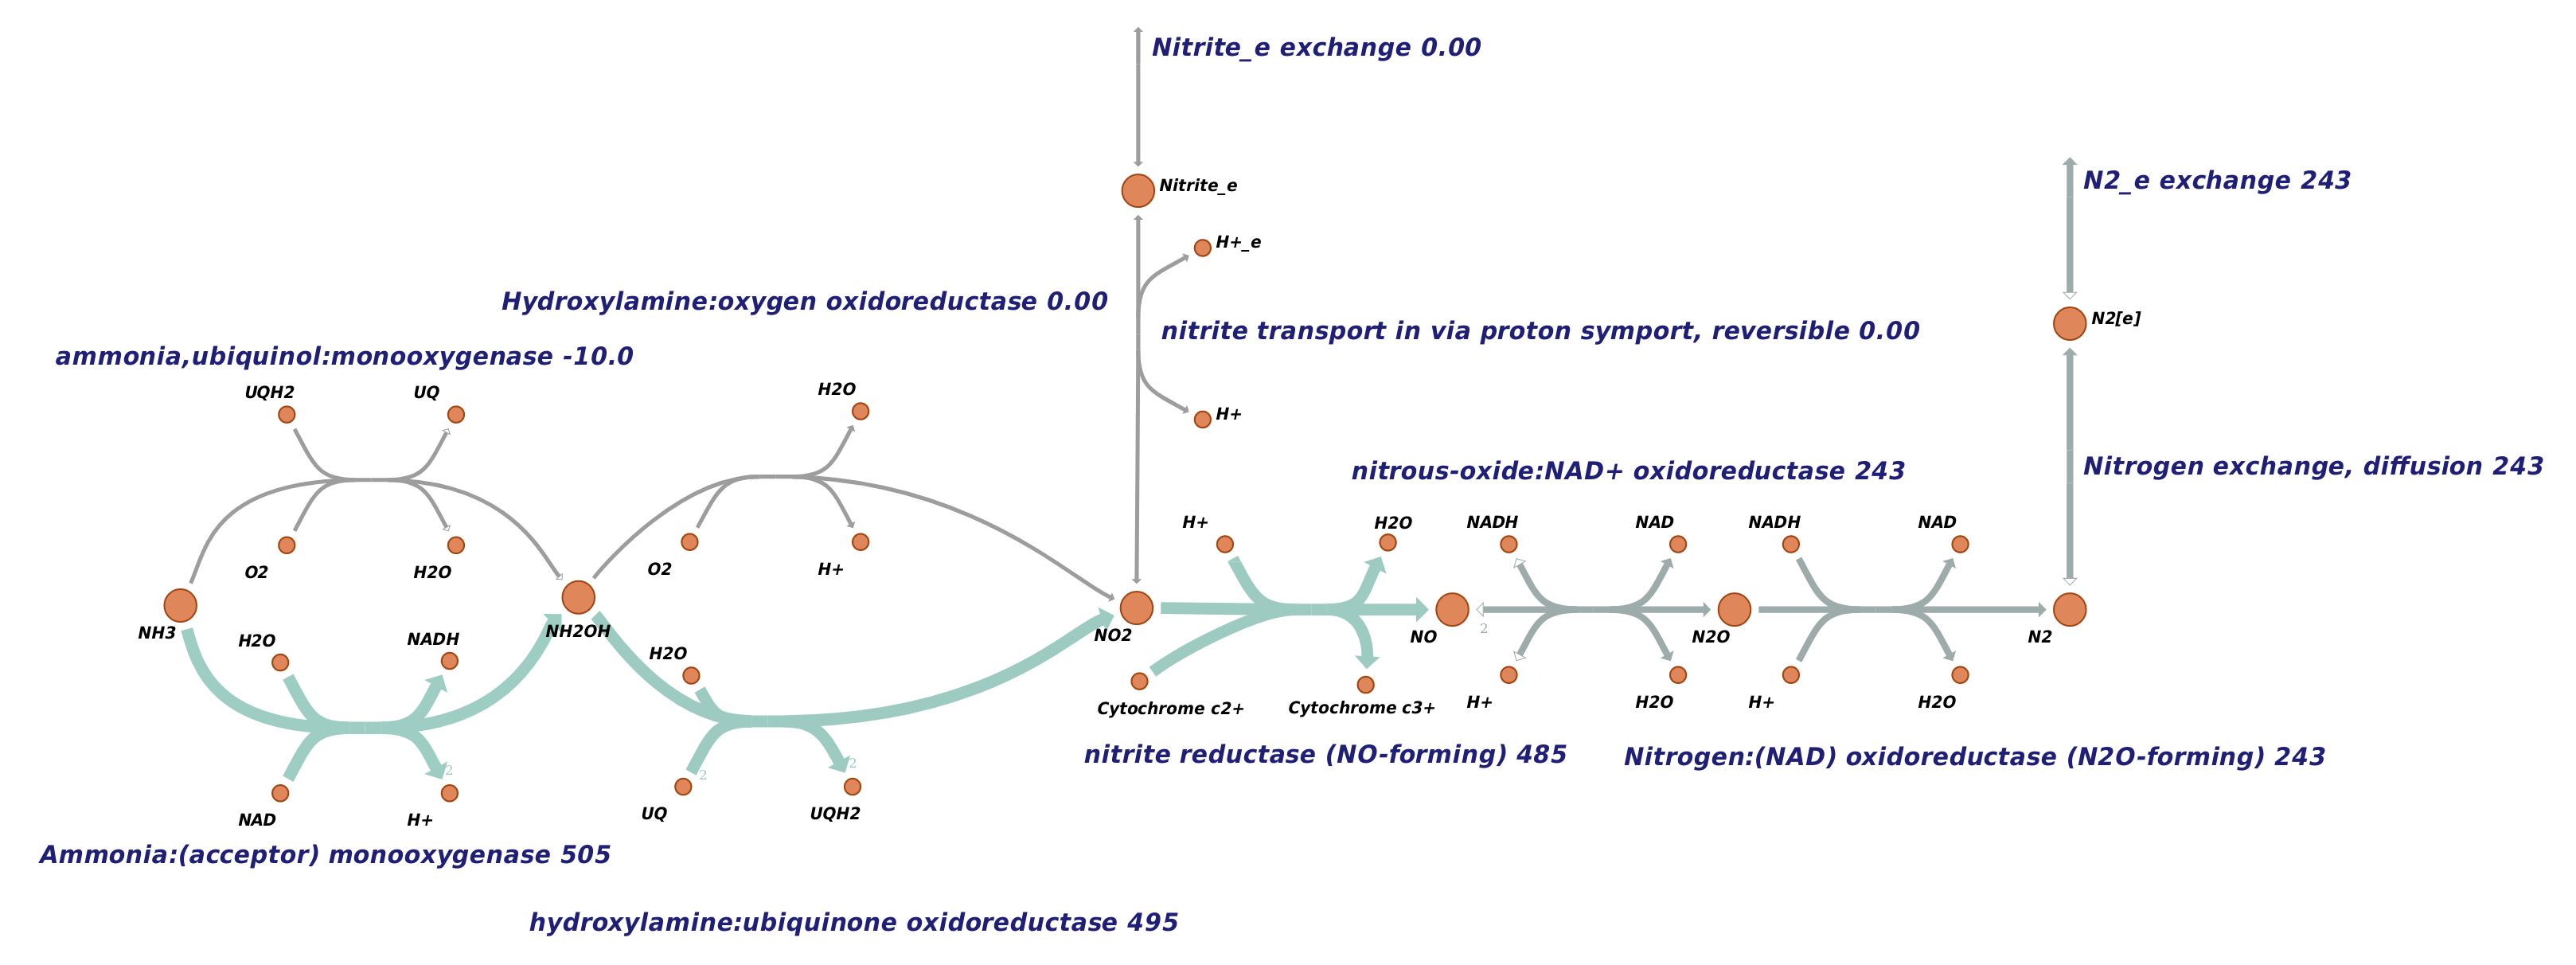 Nitrite_e exchange 0.00
N2_e exchange 243
Nitrite_e
H+_e
Hydroxylamine:oxygen oxidoreductase 0.00
N2[e]
nitrite transport in via proton symport, reversible 0.00
ammonia,ubiquinol:monooxygenase -10.0
UQH2
UQ
H2O
H+
Nitrogen exchange, diffusion 243
nitrous-oxide:NAD+ oxidoreductase 243
O2
H2O
O2
H+
H+
H2O
NADH
NAD
NADH
NAD
2
NH3
NH2OH
NO2
NO
2
N2O
N2
H2O
NADH
H2O
Cytochrome c2+
Cytochrome c3+
H+
H2O
H+
H2O
2
2
2
NAD
H+
UQ
UQH2
nitrite reductase (NO-forming) 485
Nitrogen:(NAD) oxidoreductase (N2O-forming) 243
Ammonia:(acceptor) monooxygenase 505
hydroxylamine:ubiquinone oxidoreductase 495